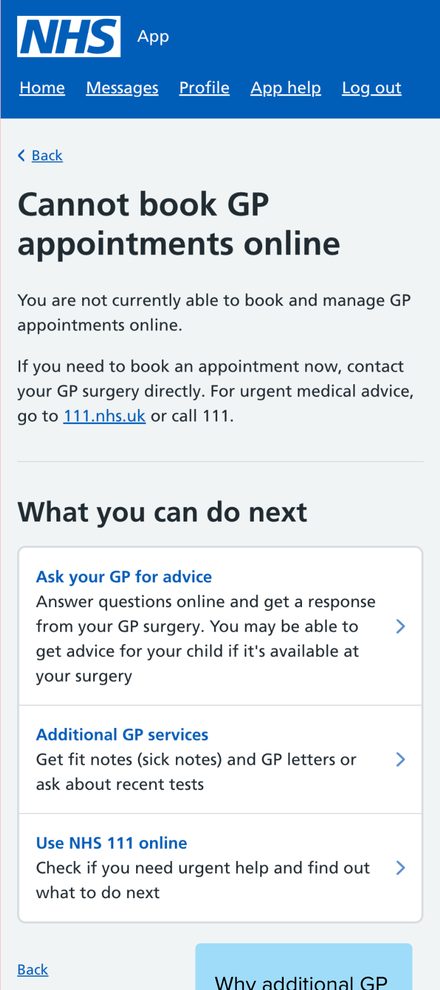 NHS App
Home Messages Profile App help Log out
Back
Cannot book GP
appointments online
You are not currently able to book and manage GP
appointments online.
If you need to book an appointment now, contact
your GP surgery directly. For urgent medical advice,
go to 111.nhs.uk or call 111.
What you can do next
Ask your GP for advice
Answer questions online and get a response
from your GP surgery. You may be able to
get advice for your child if it's available at
your surgery
Additional GP services
Get fit notes (sick notes) and GP letters or
ask about recent tests
Use NHS 111 online
Check if you need urgent help and find out
what to do next
Back
Why additional GP